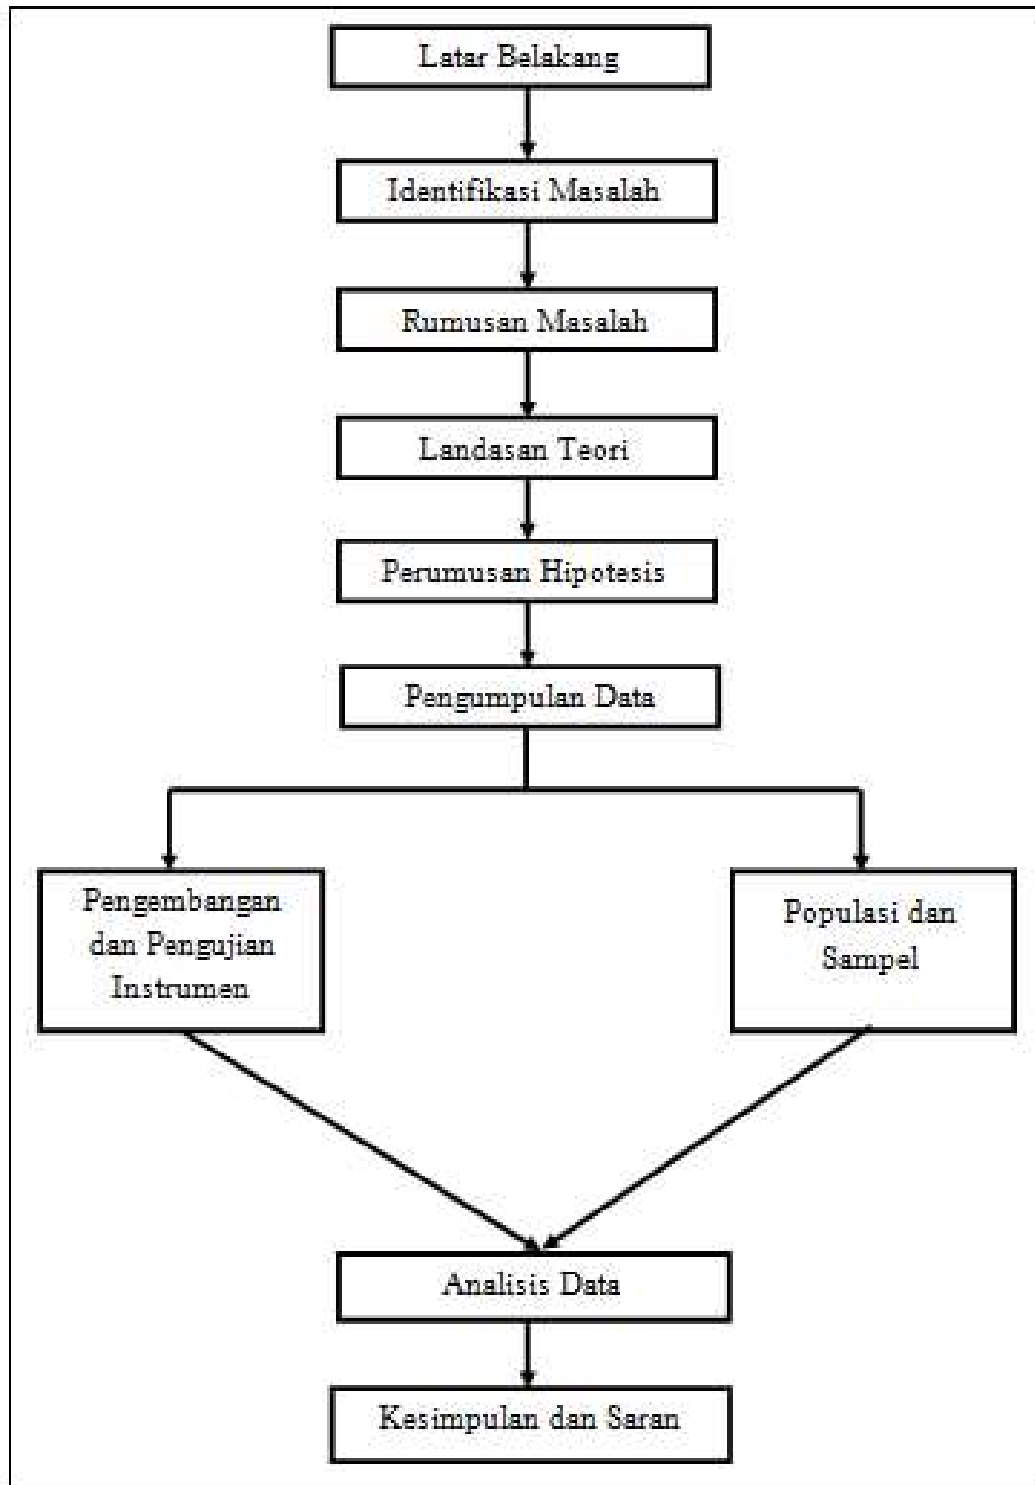 Latar Belakang
Identifikasi Masalah
Rumusan Masalah
Landasan Teori
Perumusan Hipotesis
Pengumpulan Data
Pengembangan
dan Pengujian
Instrumen
Populasi dan
Sampel
Analisis Data
Kesimpulan dan Saran